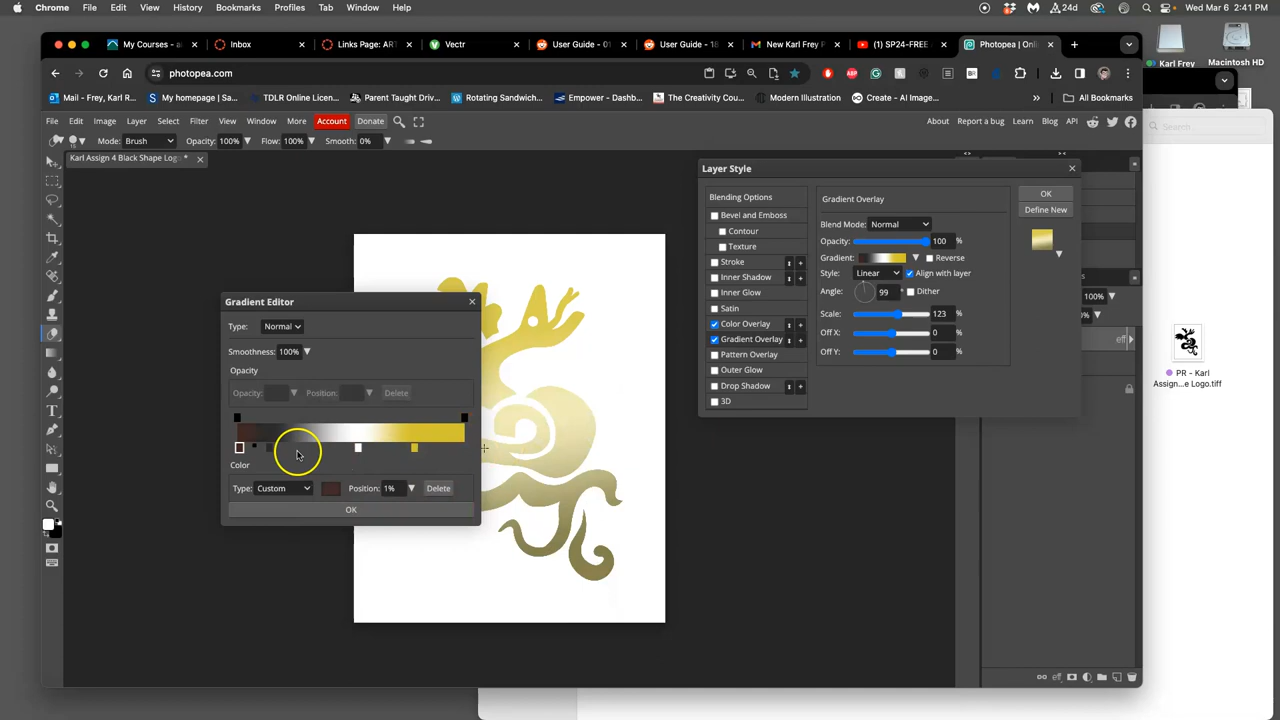 Chrome File Edit View History Bookmarks Profiles Tab Window Help 24d Wed Mar 6 2:41 PM
My Courses - a Inbox Links Page: ART Vectr User Guide - 01 User Guide - 18 New Karl Frey P (1) SP24-FREE Photopea | Onli
photopea.com
Mail - Frey, Karl R... My homepage | Sa... TDLR Online Licen... Parent Taught Driv... Rotating Sandwich... Empower - Dashb... The Creativity Cou... Modern Illustration Create - AI Image... » All Bookmarks
File Edit Image Layer Select Filter View Window More Account Donate About Report a bug Learn Blog API
Mode: Brush Opacity: 100% Flow: 100% Smooth: 0%
Karl Assign 4 Black Shape Logo *
Layer Style
Blending Options
Bevel and Emboss
Contour
Texture
Stroke
Inner Shadow
Inner Glow
Satin
Color Overlay
Gradient Overlay
Pattern Overlay
Outer Glow
Drop Shadow
3D
Gradient Overlay
Blend Mode: Normal
Opacity: 100 %
Gradient: Reverse
Style: Linear Align with layer
Angle: 99 ° Dither
Scale: 123 %
Off X: 0 %
Off Y: 0 %
OK
Define New
Gradient Editor
Type: Normal
Smoothness: 100%
Opacity
Opacity: Position: Delete
Color
Type: Custom Position: 1% Delete
OK
100%
eff
eff
Karl Frey
Macintosh HD
Search...
PR - Karl
Assign...e Logo.tiff